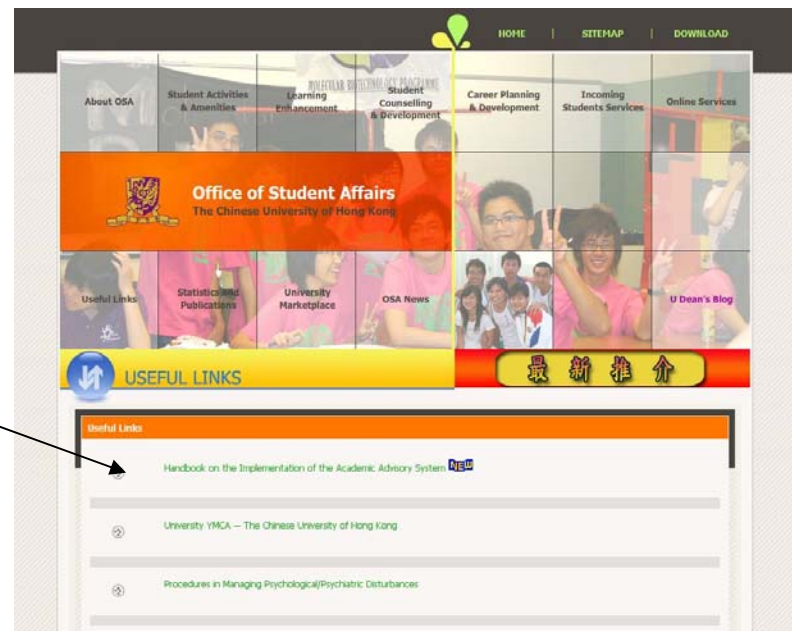 HOME | SITEMAP | DOWNLOAD
MOLECULAR BIOTECHNOLOGY PROGRAMME
About OSA
Student Activities
& Amenities
Learning
Enhancement
Student
Counselling
& Development
Career Planning
& Development
Incoming
Students Services
Online Services
Office of Student Affairs
The Chinese University of Hong Kong
Useful Links
Statistics and
Publications
University
Marketplace
OSA News
U Dean's Blog
USEFUL LINKS
最新推介
Useful Links
Handbook on the Implementation of the Academic Advisory System NEW
University YMCA — The Chinese University of Hong Kong
Procedures in Managing Psychological/Psychiatric Disturbances